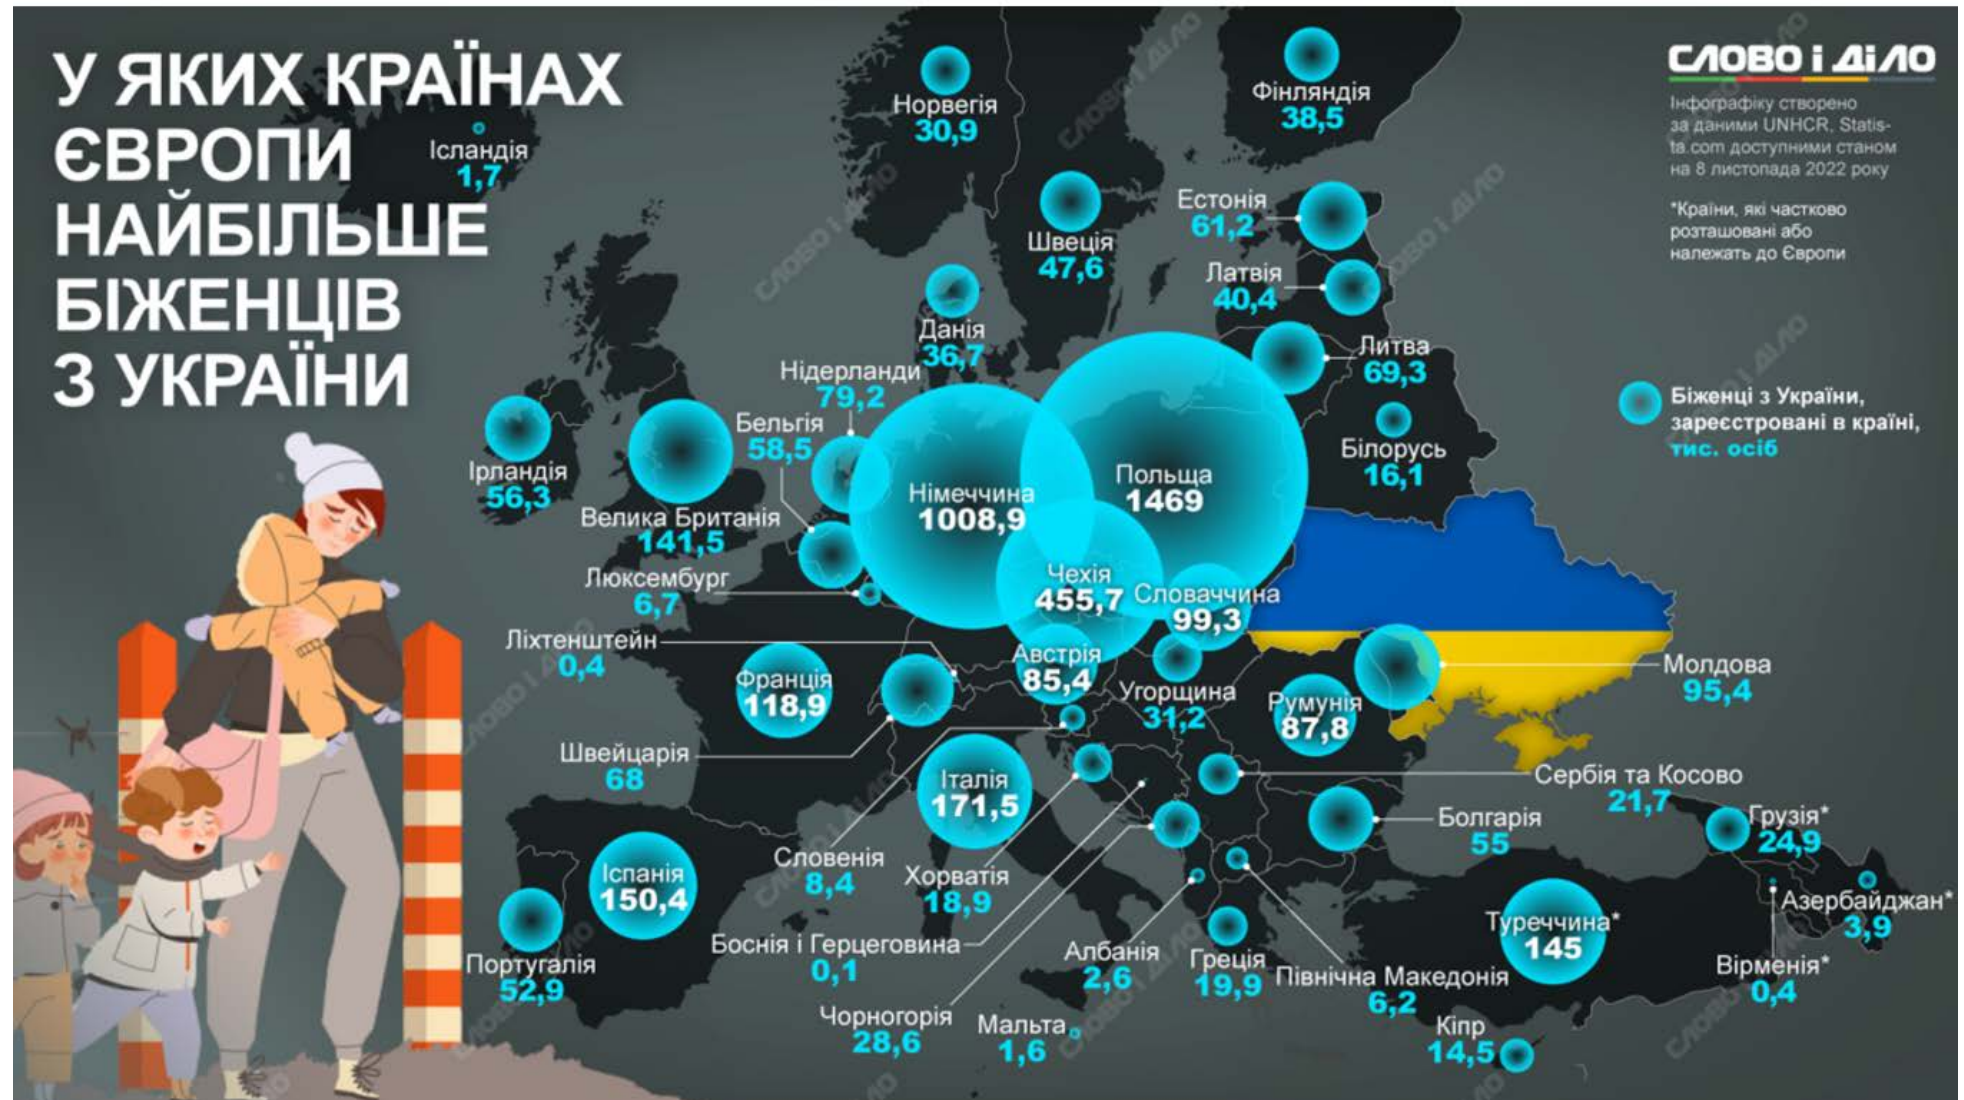 У ЯКИХ КРАЇНАХ
ЄВРОПИ
НАЙБІЛЬШЕ
БІЖЕНЦІВ
З УКРАЇНИ
СЛОВО і ДІЛО
Інфографіку створено
за даними UNHCR, Statis-
ta.com доступними станом
на 8 листопада 2022 року
*Країни, які частково
розташовані або
належать до Європи
Біженці з України,
зареєстровані в країні,
тис. осіб
Ісландія
1,7
Норвегія
30,9
Фінляндія
38,5
Швеція
47,6
Естонія
61,2
Латвія
40,4
Данія
36,7
Литва
69,3
Нідерланди
79,2
Бельгія
58,5
Білорусь
16,1
Ірландія
56,3
Велика Британія
141,5
Німеччина
1008,9
Польща
1469
Люксембург
6,7
Чехія
455,7
Словаччина
99,3
Ліхтенштейн
0,4
Франція
118,9
Австрія
85,4
Угорщина
31,2
Румунія
87,8
Молдова
95,4
Швейцарія
68
Італія
171,5
Сербія та Косово
21,7
Болгарія
55
Грузія*
24,9
Іспанія
150,4
Словенія
8,4
Хорватія
18,9
Туреччина*
145
Азербайджан*
3,9
Португалія
52,9
Боснія і Герцеговина
0,1
Албанія
2,6
Греція
19,9
Північна Македонія
6,2
Вірменія*
0,4
Чорногорія
28,6
Мальта
1,6
Кіпр
14,5